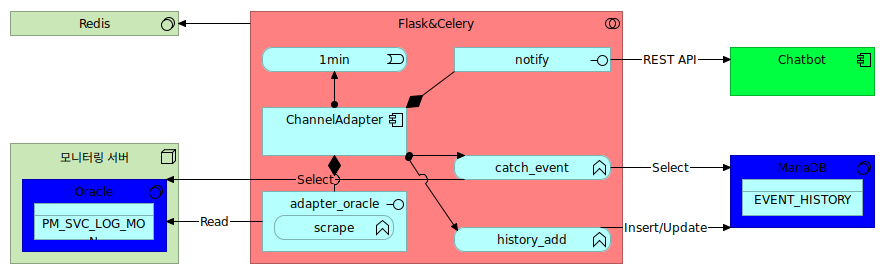 Redis
Flask&Celery
1min
notify
REST API
Chatbot
ChannelAdapter
모니터링 서버
catch_event
Select
MariaDB
Select
Oracle
adapter_oracle
EVENT_HISTORY
PM_SVC_LOG_MO
N
Read
scrape
Insert/Update
history_add